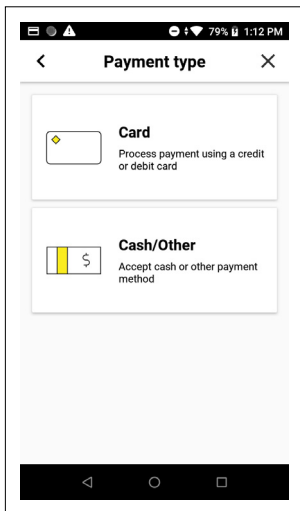 79% 1:12 PM
Payment type
Card
Process payment using a credit
or debit card
$
Cash/Other
Accept cash or other payment
method